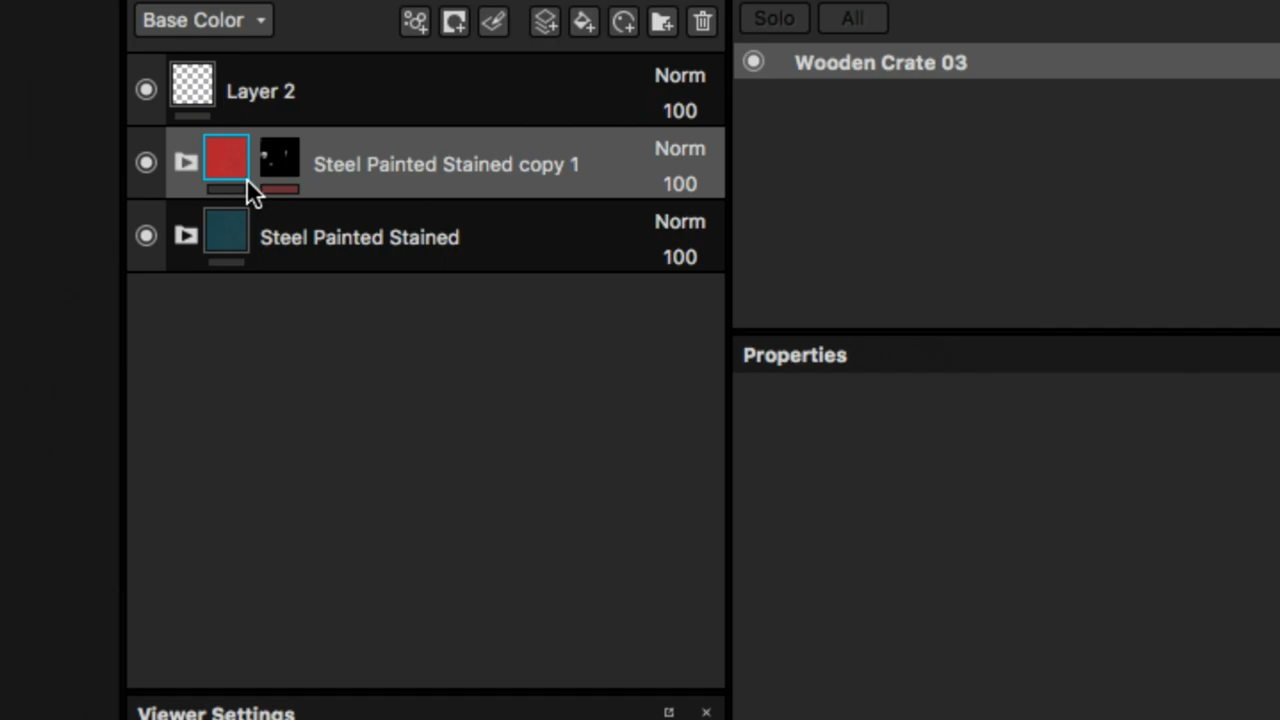 Base Color
Solo
All
Layer 2
Norm
100
Steel Painted Stained copy 1
Norm
100
Steel Painted Stained
Norm
100
Wooden Crate 03
Properties
Viewer Settings